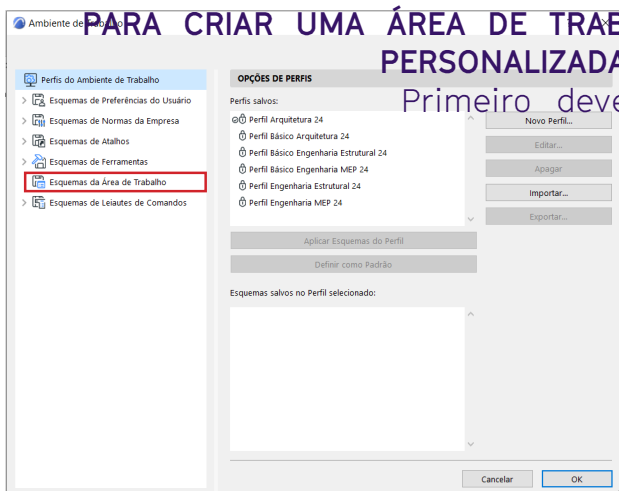 Ambiente de Trabalho
PARA CRIAR UMA ÁREA DE
PERSONALIZADA
Primeiro
Perfis do Ambiente de Trabalho
Esquemas de Preferências do Usuário
Esquemas de Normas da Empresa
Esquemas de Atalhos
Esquemas de Ferramentas
Esquemas da Área de Trabalho
Esquemas de Leiautes de Comandos
OPÇÕES DE PERFIS
Perfis salvos:
Perfil Arquitetura 24
Perfil Básico Arquitetura 24
Perfil Básico Engenharia Estrutural 24
Perfil Básico Engenharia MEP 24
Perfil Engenharia Estrutural 24
Perfil Engenharia MEP 24
Novo Perfil...
Editar...
Apagar
Importar...
Exportar...
Aplicar Esquemas do Perfil
Definir como Padrão
Esquemas salvos no Perfil selecionado:
Cancelar
OK